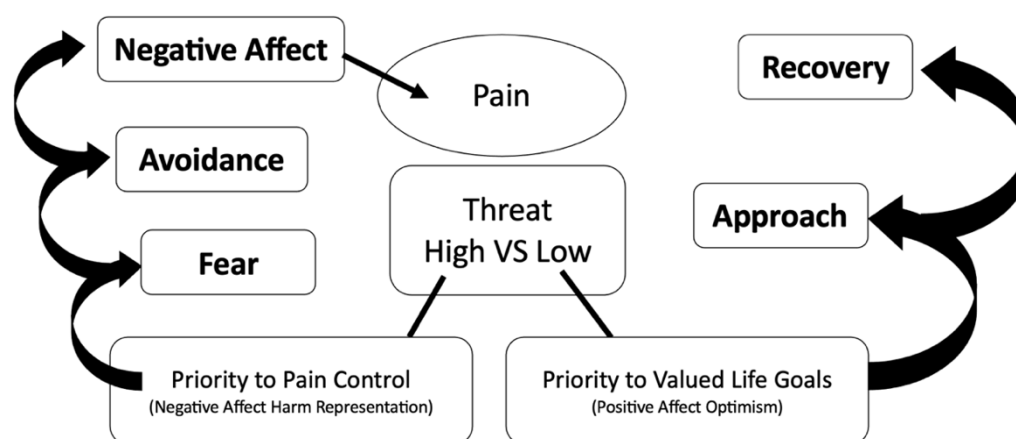 Negative Affect
Pain
Recovery
Avoidance
Threat
High VS Low
Approach
Fear
Priority to Pain Control
(Negative Affect Harm Representation)
Priority to Valued Life Goals
(Positive Affect Optimism)